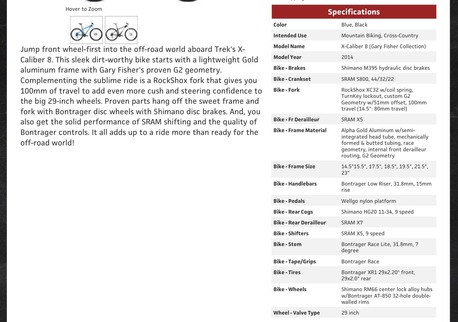 Hover to Zoom
Jump front wheel-first into the off-road world aboard Trek's X-
Caliber 8. This sleek dirt-worthy bike starts with a lightweight Gold
aluminum frame with Gary Fisher's proven G2 geometry.
Complementing the sublime ride is a RockShox fork that gives you
100mm of travel to add even more cush and steering confidence to
the big 29-inch wheels. Proven parts hang off the sweet frame and
fork with Bontrager disc wheels with Shimano disc brakes. And, you
also get the solid performance of SRAM shifting and the quality of
Bontrager controls. It all adds up to a ride more than ready for the
off-road world!
Specifications
Color Blue, Black
Intended Use Mountain Biking, Cross-Country
Model Name X-Caliber 8 (Gary Fisher Collection)
Model Year 2014
Bike - Brakes Shimano M395 hydraulic disc brakes
Bike - Crankset SRAM S800, 44/32/22
Bike - Fork RockShox XC32 w/coil spring,
TurnKey lockout, custom G2
Geometry w/51mm offset, 100mm
travel (14.5": 80mm travel)
Bike - Fr Derailleur SRAM X5
Bike - Frame Material Alpha Gold Aluminum w/semi-
integrated head tube, mechanically
formed & butted tubing, race
geometry, internal front derailleur
routing, G2 Geometry
Bike - Frame Size 14.5"15.5", 17.5", 18.5", 19.5", 21.5",
23"
Bike - Handlebars Bontrager Low Riser, 31.8mm, 15mm
rise
Bike - Pedals Wellgo nylon platform
Bike - Rear Cogs Shimano HG20 11-34, 9 speed
Bike - Rear Derailleur SRAM X7
Bike - Shifters SRAM X5, 9 speed
Bike - Stem Bontrager Race Lite, 31.8mm, 7
degree
Bike - Tape/Grips Bontrager Race
Bike - Tires Bontrager XR1 29x2.20" front,
29x2.0" rear
Bike - Wheels Shimano RM66 center lock alloy hubs
w/Bontrager AT-850 32-hole double-
walled rims
Wheel - Valve Type 29 inch